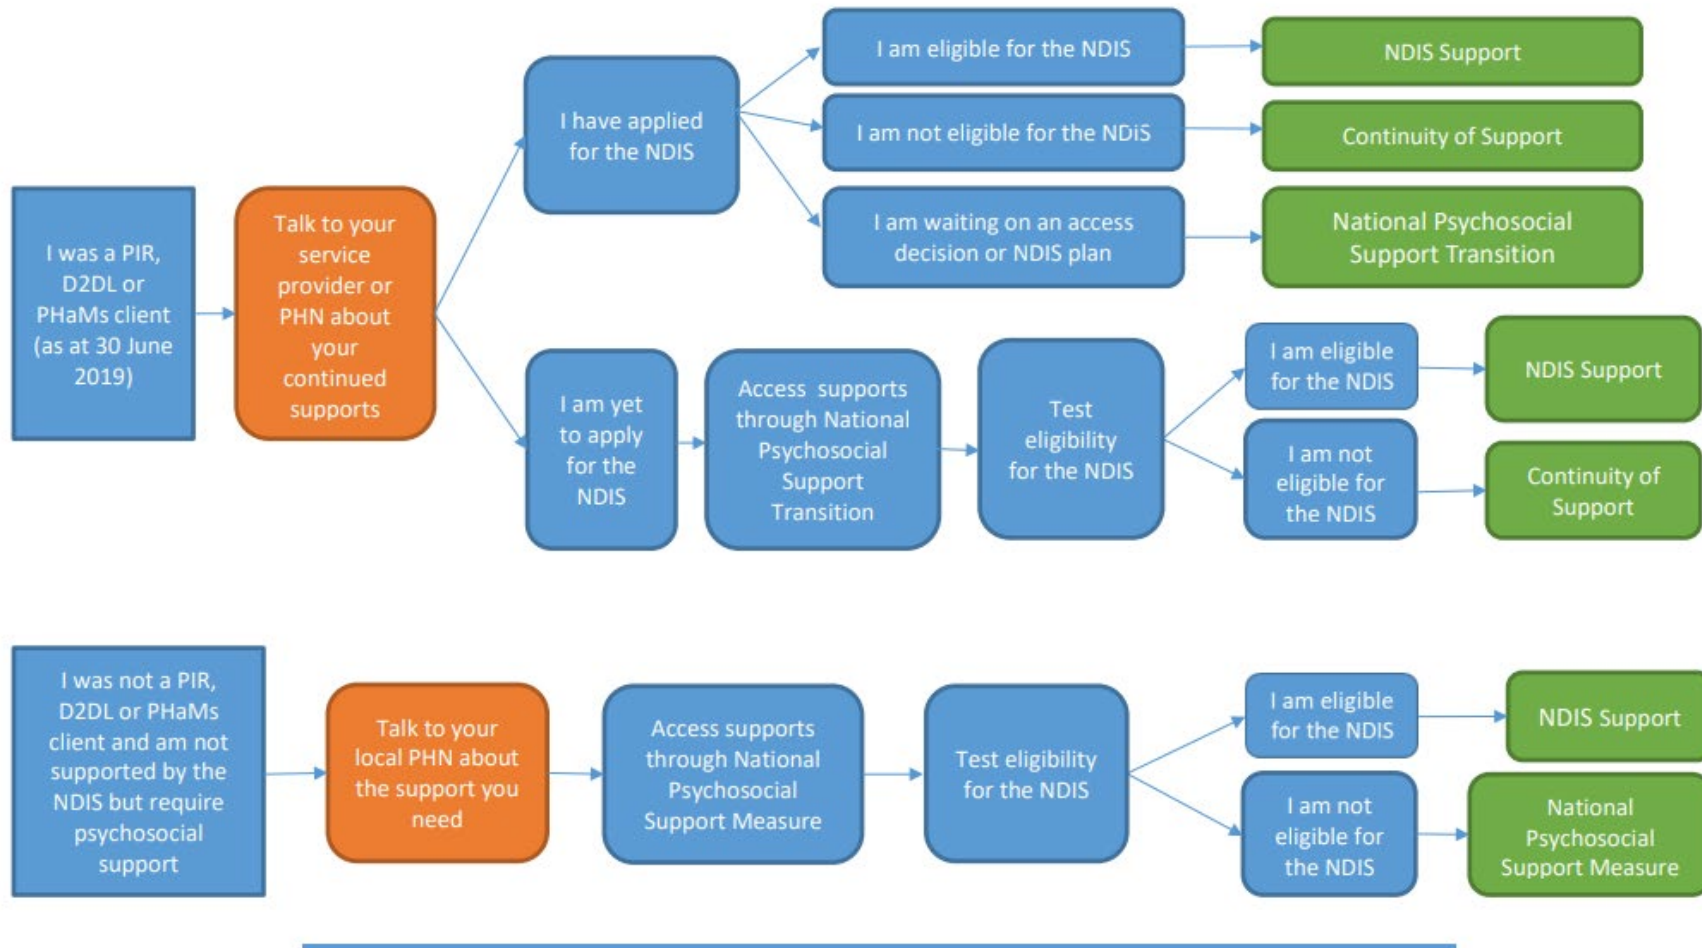 I was a PIR,
D2DL or
PHaMs client
(as at 30 June
2019)
Talk to your
service
provider or
PHN about
your
continued
supports
I have applied
for the NDIS
I am eligible for the NDIS
NDIS Support
I am not eligible for the NDiS
Continuity of Support
I am waiting on an access
decision or NDIS plan
National Psychosocial
Support Transition
I am yet
to apply
for the
NDIS
Access supports
through National
Psychosocial
Support
Transition
Test
eligibility
for the NDIS
I am eligible
for the NDIS
NDIS Support
I am not
eligible for
the NDIS
Continuity of
Support
I was not a PIR,
D2DL or PHaMs
client and am not
supported by the
NDIS but require
psychosocial
support
Talk to your
local PHN about
the support you
need
Access supports
through National
Psychosocial
Support Measure
Test eligibility
for the NDIS
I am eligible
for the NDIS
NDIS Support
I am not
eligible for
the NDIS
National
Psychosocial
Support Measure